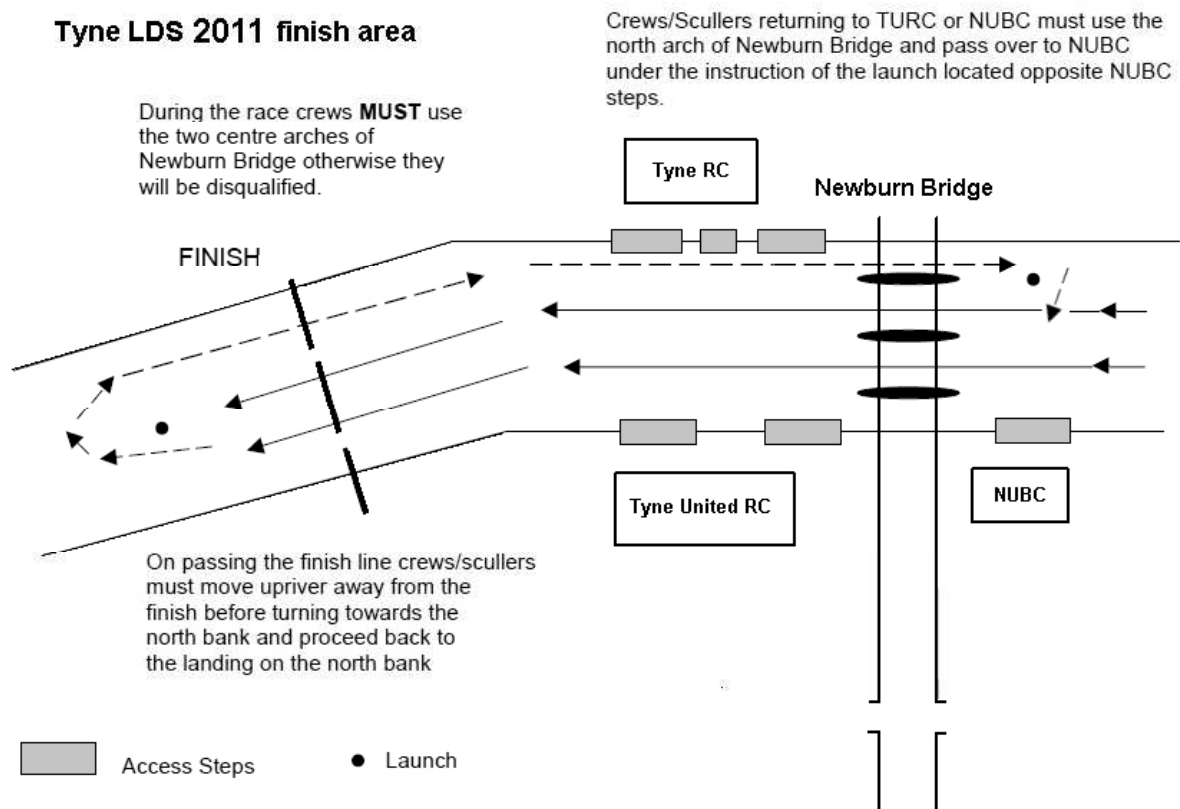 Tyne LDS 2011 finish area
Crews/Scullers returning to TURC or NUBC must use the
north arch of Newburn Bridge and pass over to NUBC
under the instruction of the launch located opposite NUBC
steps.
During the race crews MUST use
the two centre arches of
Newburn Bridge otherwise they
will be disqualified.
Tyne RC
Newburn Bridge
FINISH
Tyne United RC
NUBC
On passing the finish line crews/scullers
must move upriver away from the
finish before turning towards the
north bank and proceed back to
the landing on the north bank
Access Steps
Launch